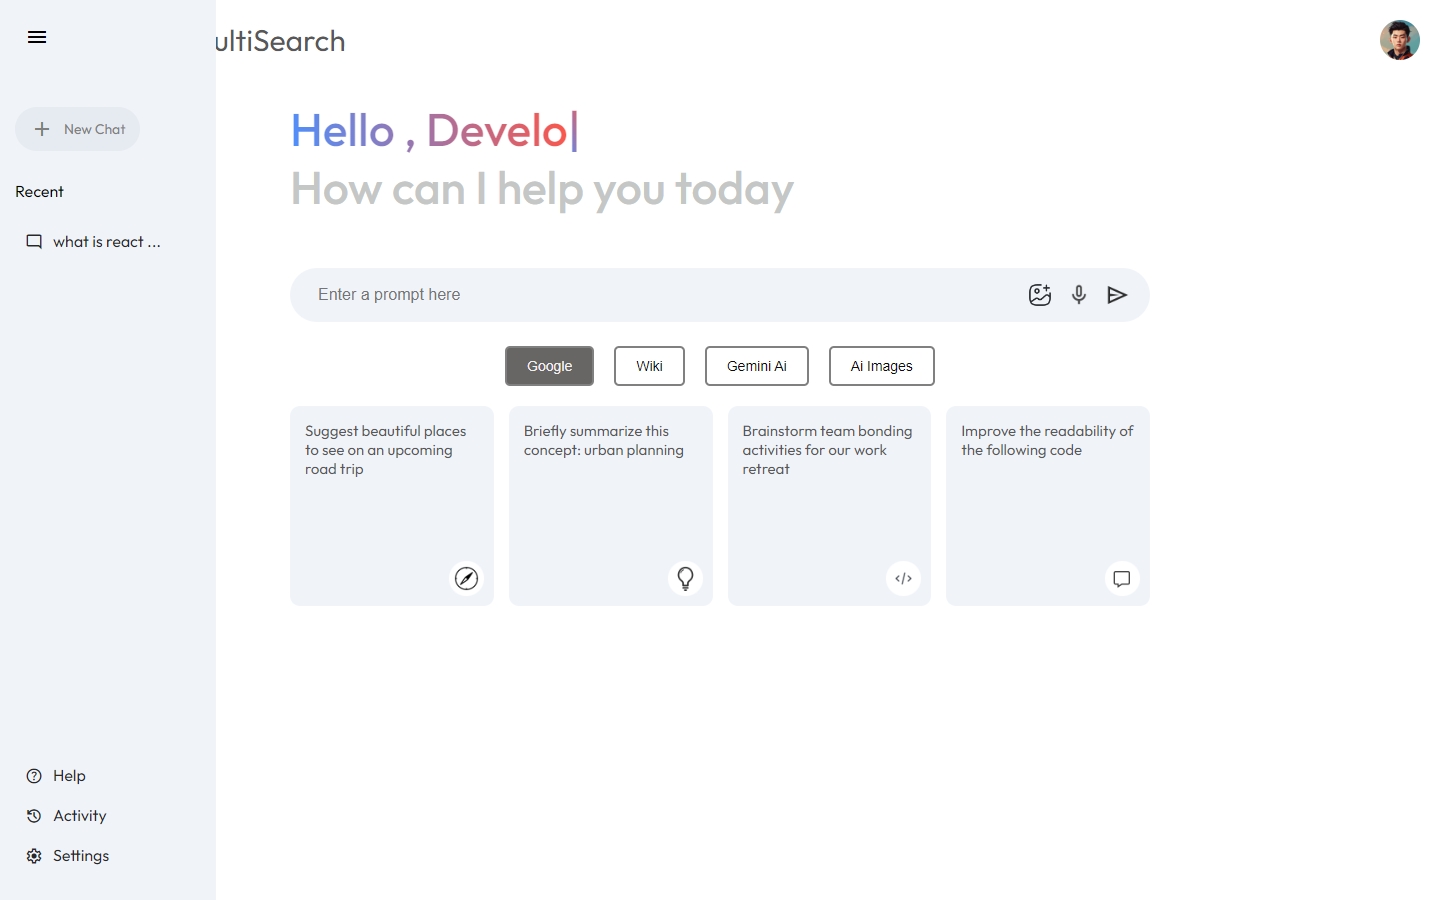 ultiSearch
New Chat
Recent
what is react ...
Help
Activity
Settings
Hello , Develo|
How can I help you today
Enter a prompt here
Google
Wiki
Gemini Ai
Ai Images
Suggest beautiful places
to see on an upcoming
road trip
Briefly summarize this
concept: urban planning
Brainstorm team bonding
activities for our work
retreat
Improve the readability of
the following code